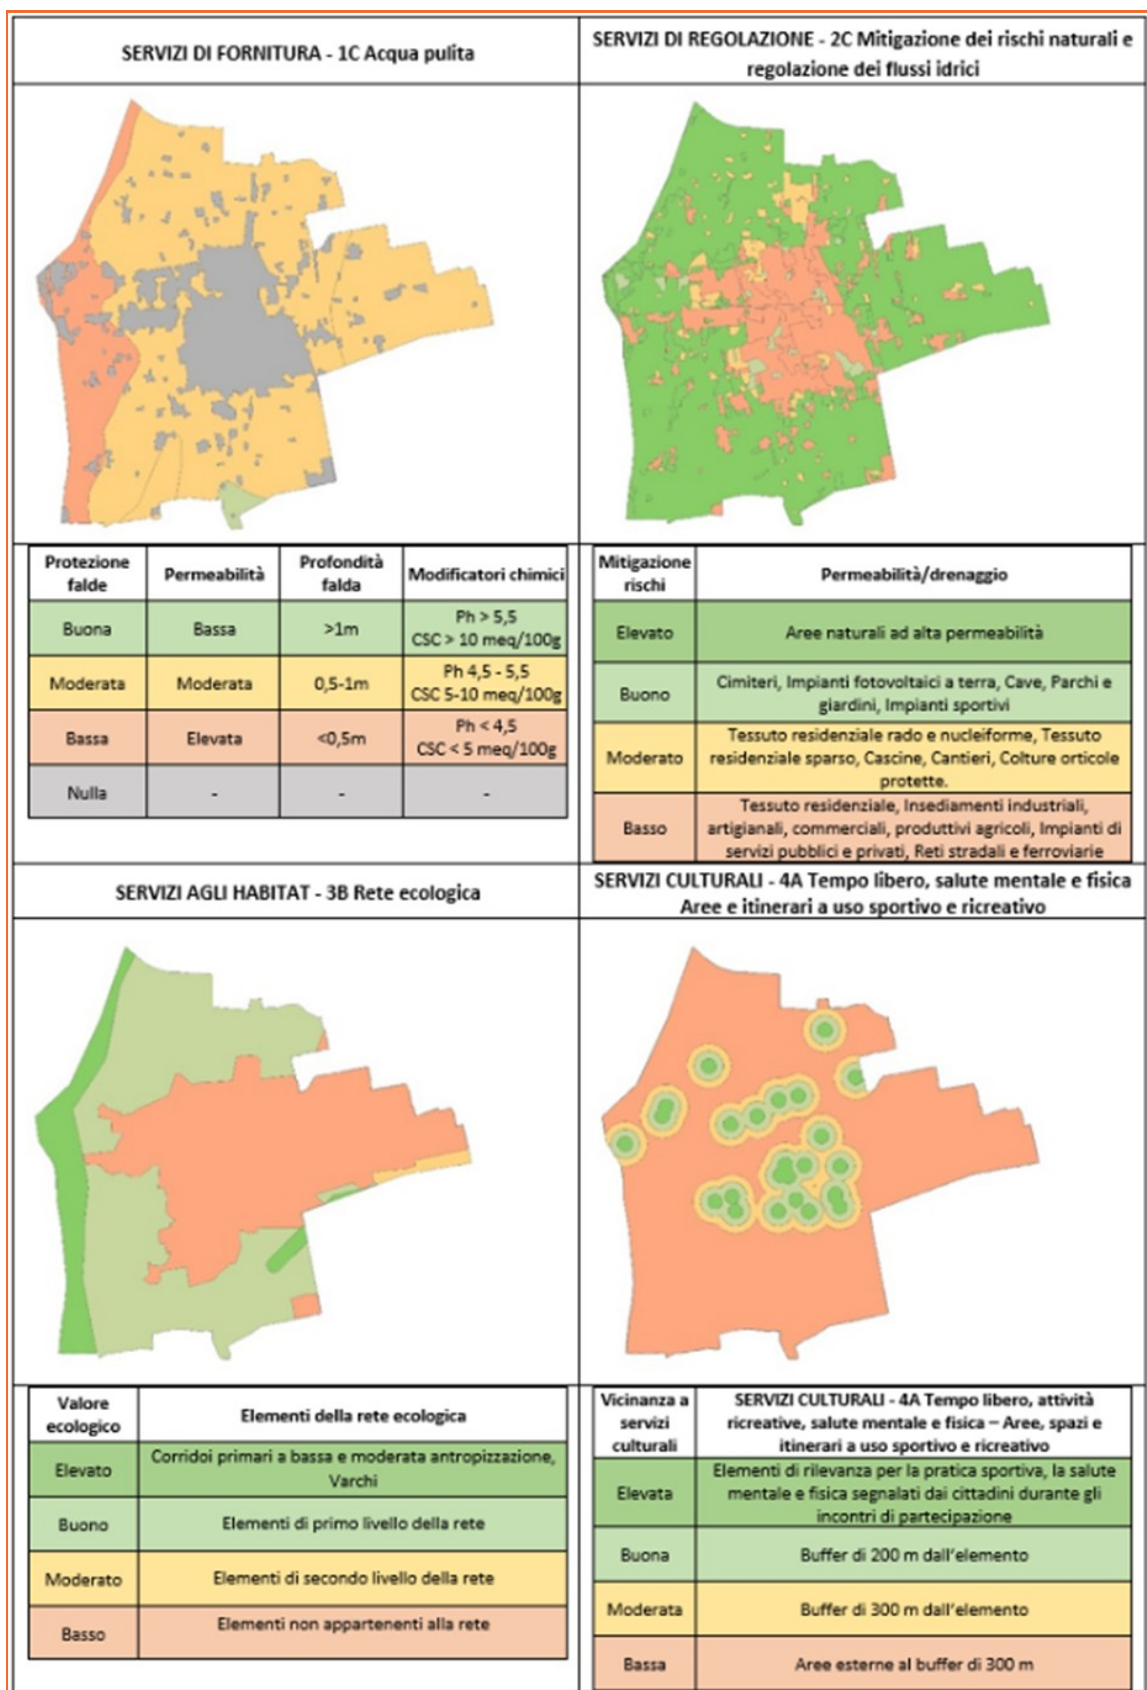 SERVIZI DI FORNITURA - 1C Acqua pulita
SERVIZI DI REGOLAZIONE - 2C Mitigazione dei rischi naturali e
regolazione dei flussi idrici
Protezione
falde
Permeabilità
Profondità
falda
Modificatori chimici
Buona
Bassa
>1m
Ph > 5,5
CSC > 10 meq/100g
Moderata
Moderata
0,5-1m
Ph 4,5 - 5,5
CSC 5-10 meq/100g
Bassa
Elevata
<0,5m
Ph < 4,5
CSC < 5 meq/100g
Nulla
-
-
-
Mitigazione
rischi
Permeabilità/drenaggio
Elevato
Aree naturali ad alta permeabilità
Buono
Cimiteri, Impianti fotovoltaici a terra, Cave, Parchi e
giardini, Impianti sportivi
Moderato
Tessuto residenziale rado e nucleiforme, Tessuto
residenziale sparso, Cascine, Cantieri, Colture orticole
protette.
Basso
Tessuto residenziale, Insediamenti industriali,
artigianali, commerciali, produttivi agricoli, Impianti di
servizi pubblici e privati, Reti stradali e ferroviarie
SERVIZI AGLI HABITAT - 3B Rete ecologica
SERVIZI CULTURALI - 4A Tempo libero, salute mentale e fisica
Aree e itinerari a uso sportivo e ricreativo
Valore
ecologico
Elementi della rete ecologica
Elevato
Corridoi primari a bassa e moderata antropizzazione,
Varchi
Buono
Elementi di primo livello della rete
Moderato
Elementi di secondo livello della rete
Basso
Elementi non appartenenti alla rete
Vicinanza a
servizi
culturali
SERVIZI CULTURALI - 4A Tempo libero, attività
ricreative, salute mentale e fisica – Aree, spazi e
itinerari a uso sportivo e ricreativo
Elevata
Elementi di rilevanza per la pratica sportiva, la salute
mentale e fisica segnalati dai cittadini durante gli
incontri di partecipazione
Buona
Buffer di 200 m dall'elemento
Moderata
Buffer di 300 m dall'elemento
Bassa
Aree esterne al buffer di 300 m